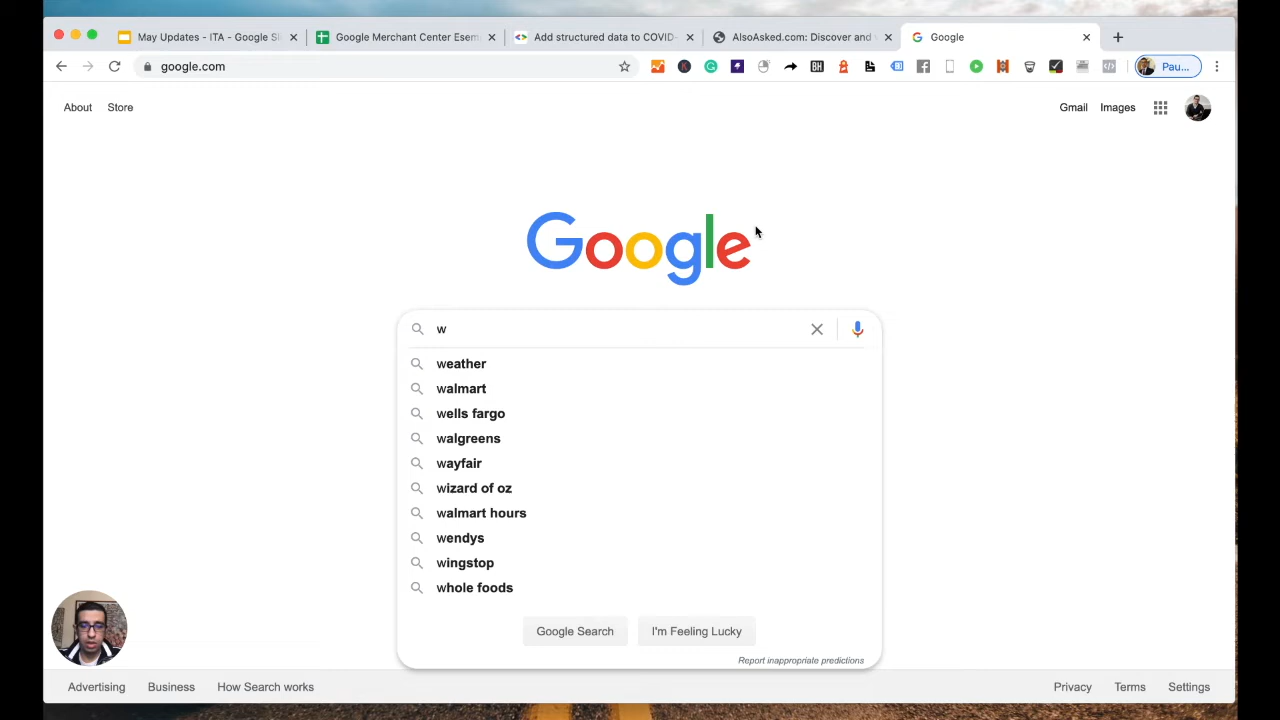 May Updates - ITA - Google Sl
Google Merchant Center Esem
Add structured data to COVID-
AlsoAsked.com: Discover and
Google
google.com
BH
Pau...
About
Store
Gmail
Images
Google
w
weather
walmart
wells fargo
walgreens
wayfair
wizard of oz
walmart hours
wendys
wingstop
whole foods
Google Search
I'm Feeling Lucky
Report inappropriate predictions
Advertising
Business
How Search works
Privacy
Terms
Settings